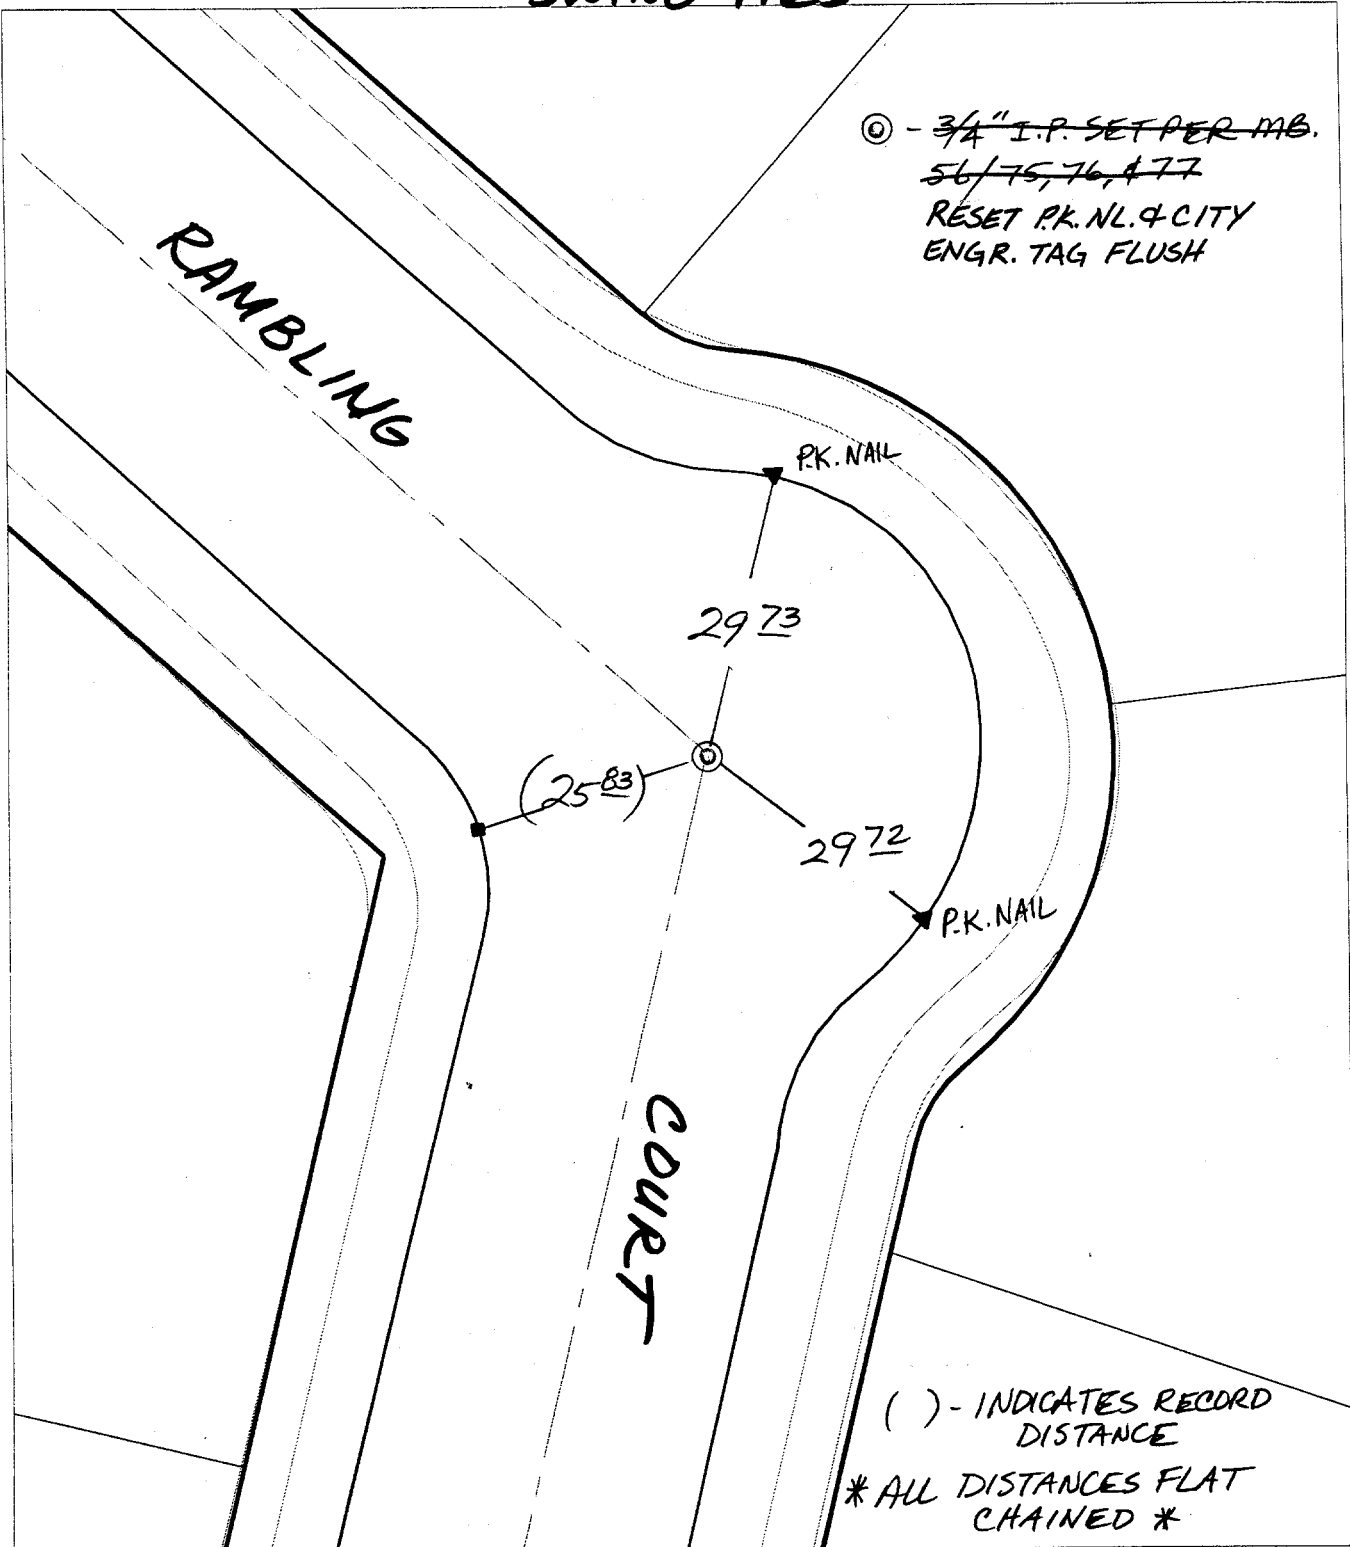 TIES
◎ - 3/4" I.P. SET PER MB.
56/75, 76, & 77
RESET P.K. NL. & CITY
ENGR. TAG FLUSH
RAMBLING
P.K. NAIL
29 73
(25 83)
29 72
P.K. NAIL
COURT
( ) - INDICATES RECORD
DISTANCE
* ALL DISTANCES FLAT
CHAINED *